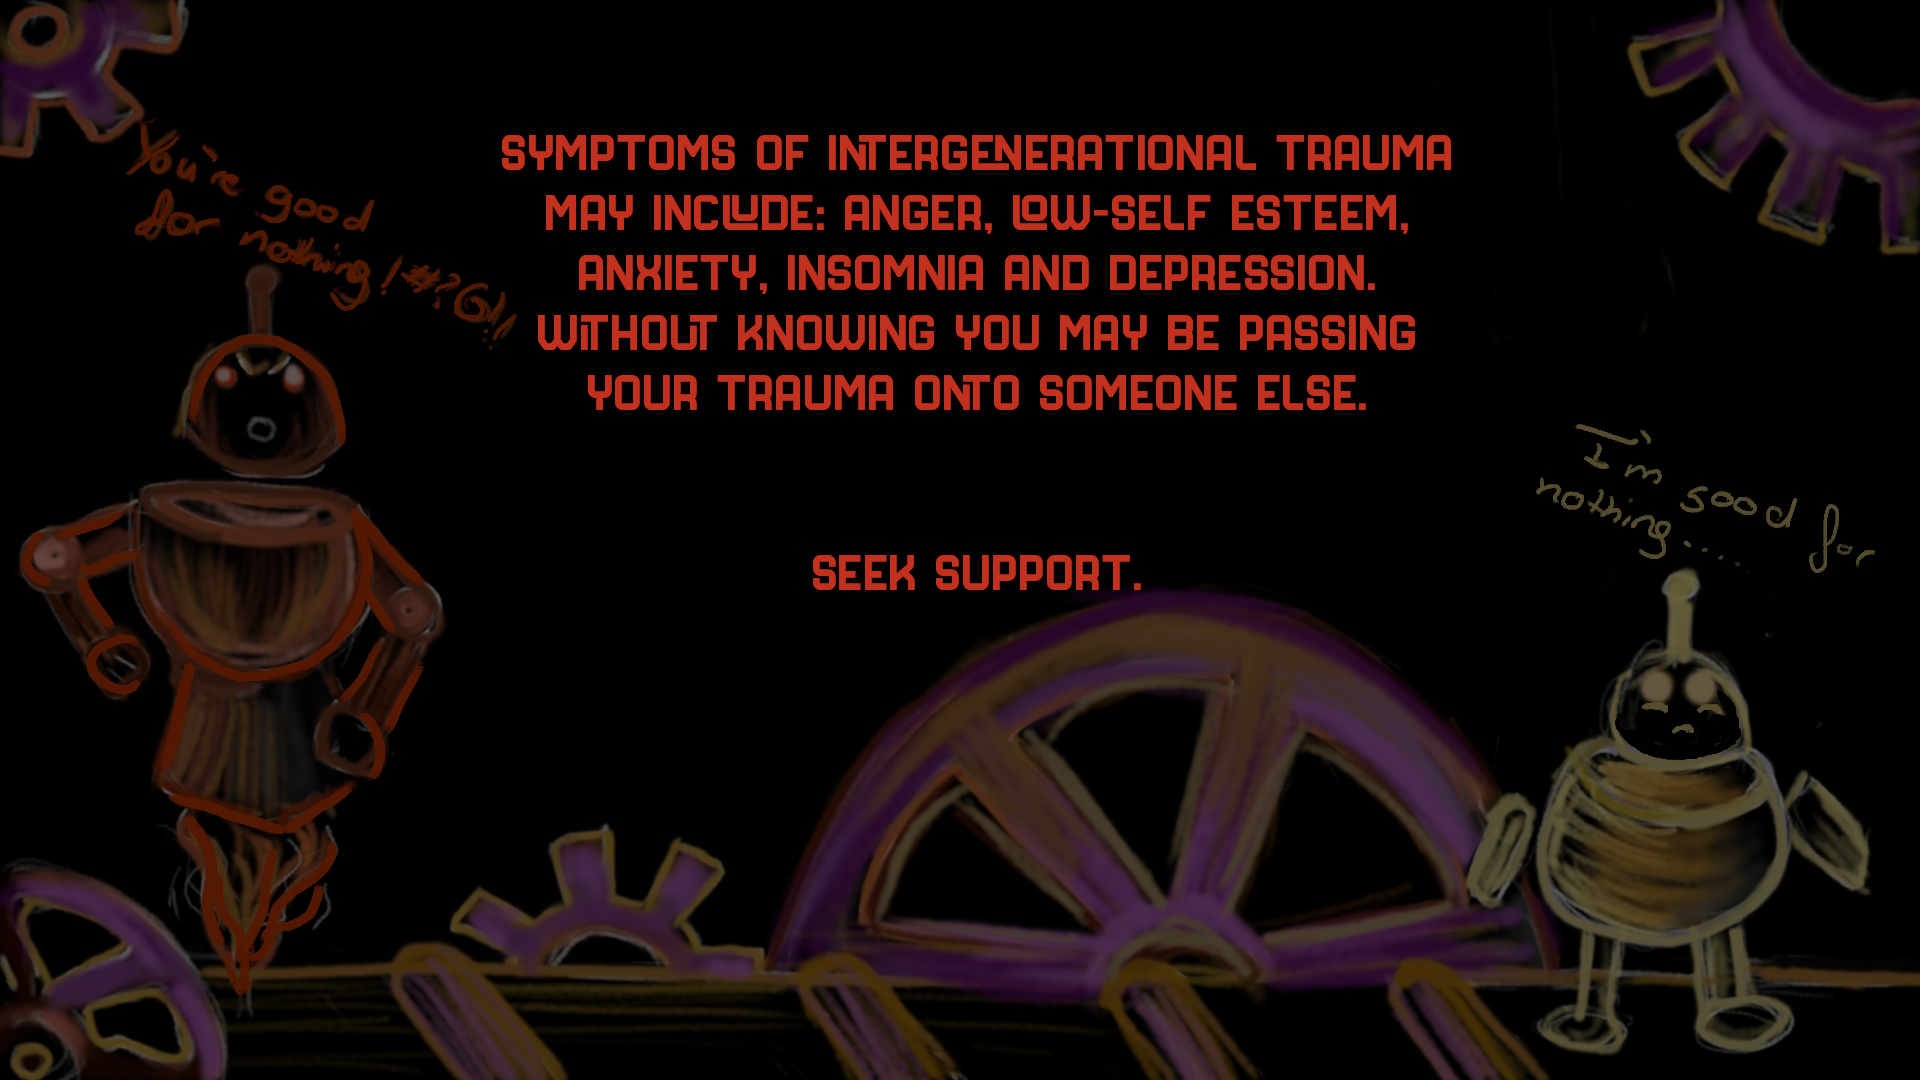 You're good
for nothing!#?G!!
SYMPTOMS OF INTERGENERATIONAL TRAUMA
MAY INCLUDE: ANGER, LOW-SELF ESTEEM,
ANXIETY, INSOMNIA AND DEPRESSION.
WITHOUT KNOWING YOU MAY BE PASSING
YOUR TRAUMA ONTO SOMEONE ELSE.
SEEK SUPPORT.
I'm good for
nothing....